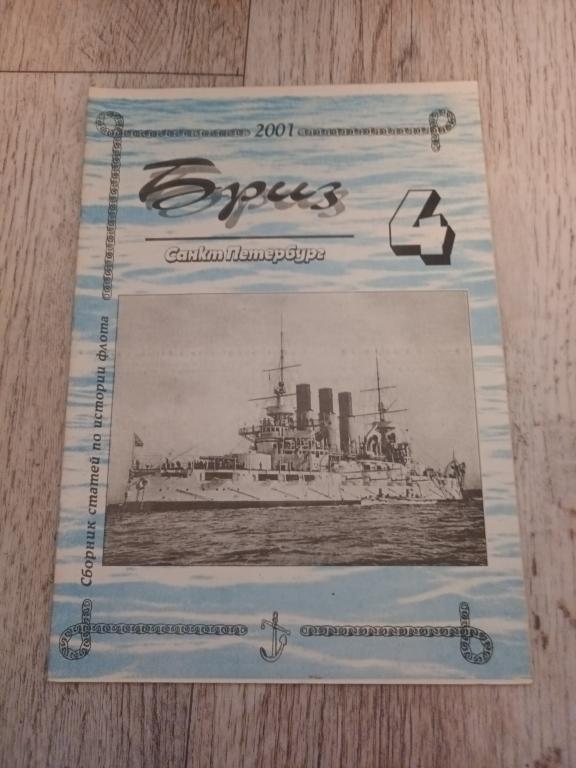 2001
Бриз
4
Санкт Петербург
Сборник статей по истории флота